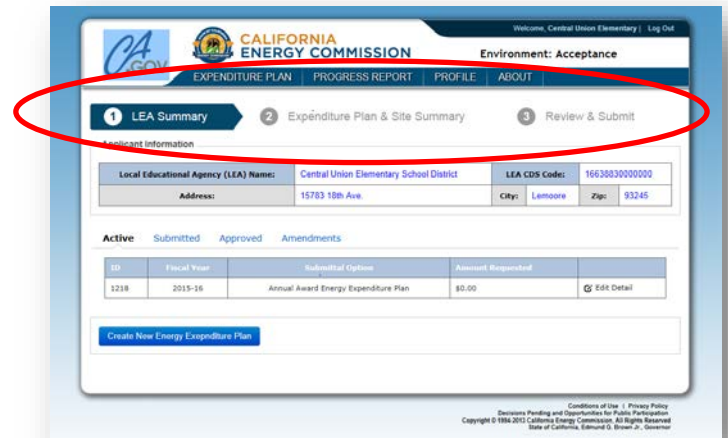 Welcome, Central Union Elementary | Log Out
CA
.GOV
CALIFORNIA
ENERGY COMMISSION
Environment: Acceptance
EXPENDITURE PLAN PROGRESS REPORT PROFILE ABOUT
1 LEA Summary 2 Expenditure Plan & Site Summary 3 Review & Submit
Applicant Information
Local Educational Agency (LEA) Name: Central Union Elementary School District LEA CDS Code: 16638830000000
Address: 15783 18th Ave. City: Lemoore Zip: 93245
Active Submitted Approved Amendments
ID Fiscal Year Submittal Option Amount Requested
1218 2015-16 Annual Award Energy Expenditure Plan $0.00 Edit Detail
Create New Energy Exepnditure Plan
Conditions of Use | Privacy Policy
Decisions Pending and Opportunities for Public Participation
Copyright © 1994-2013 California Energy Commission, All Rights Reserved
State of California, Edmund G. Brown Jr., Governor